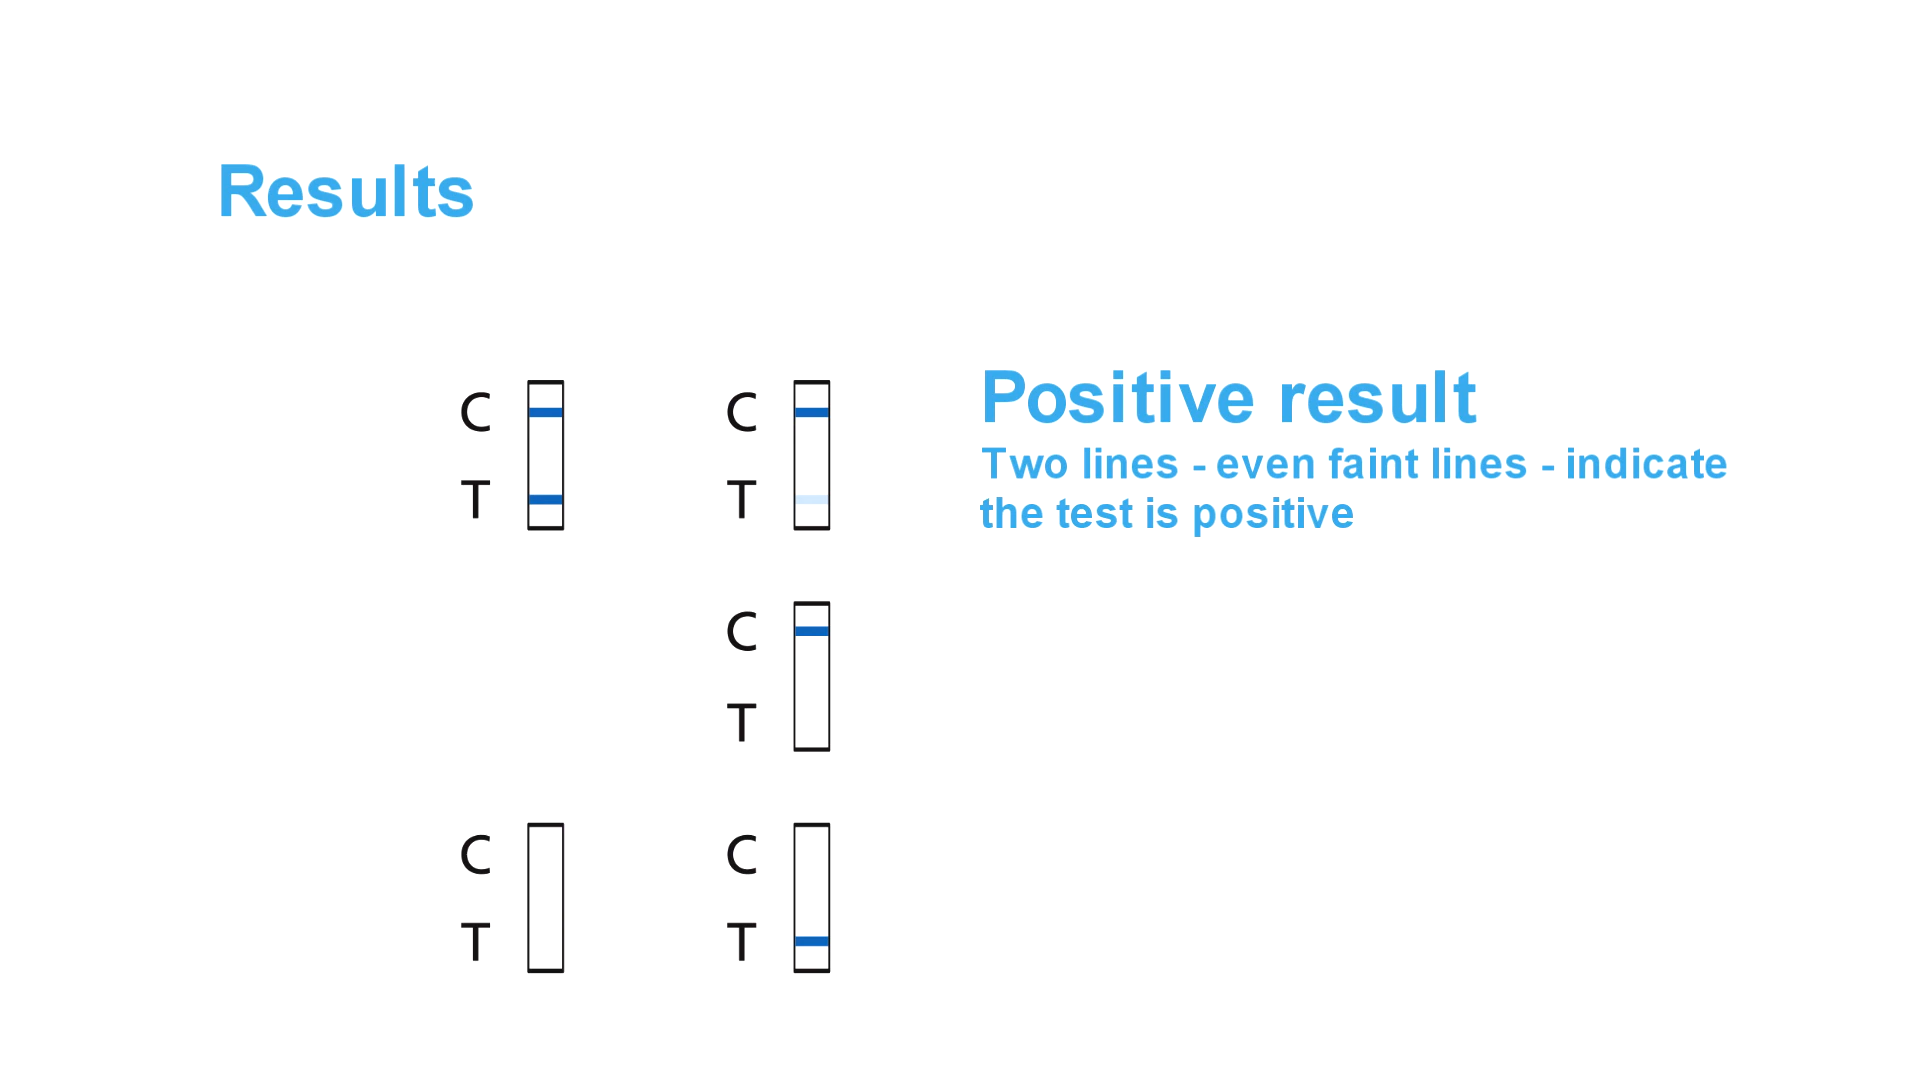 Results
C C Positive result
Two lines - even faint lines - indicate
T T the test is positive
C
T
C C
T T